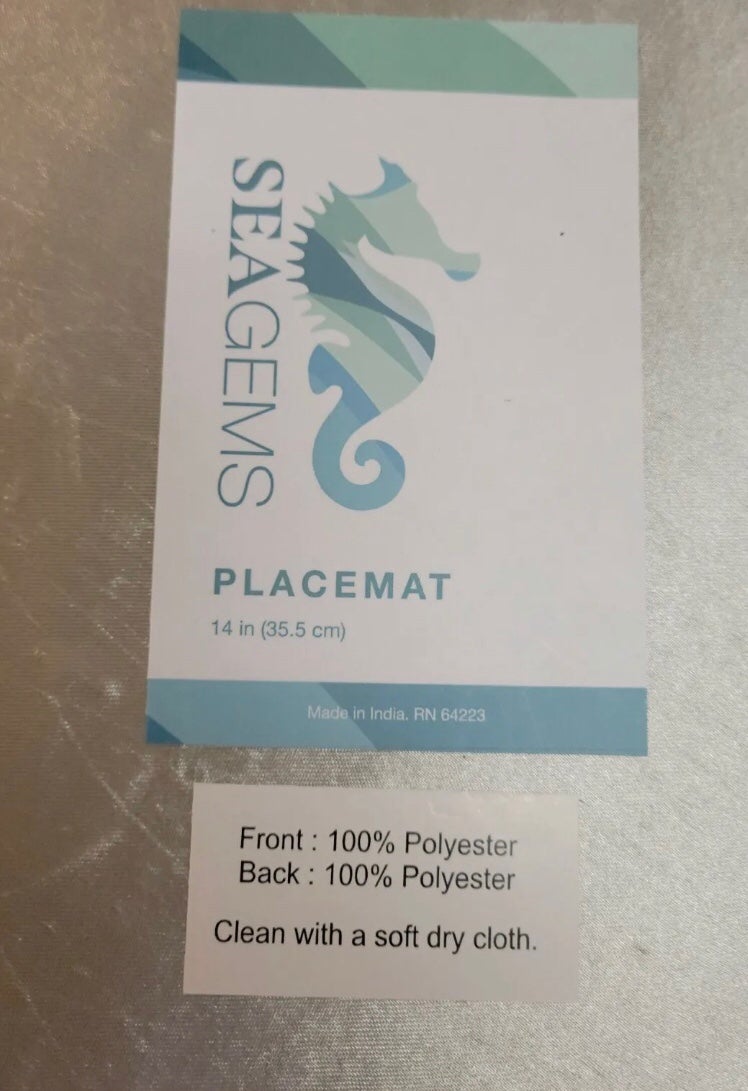 SEAGEMS
PLACEMAT
14 in (35.5 cm)
Made in India. RN 64223
Front : 100% Polyester
Back : 100% Polyester
Clean with a soft dry cloth.